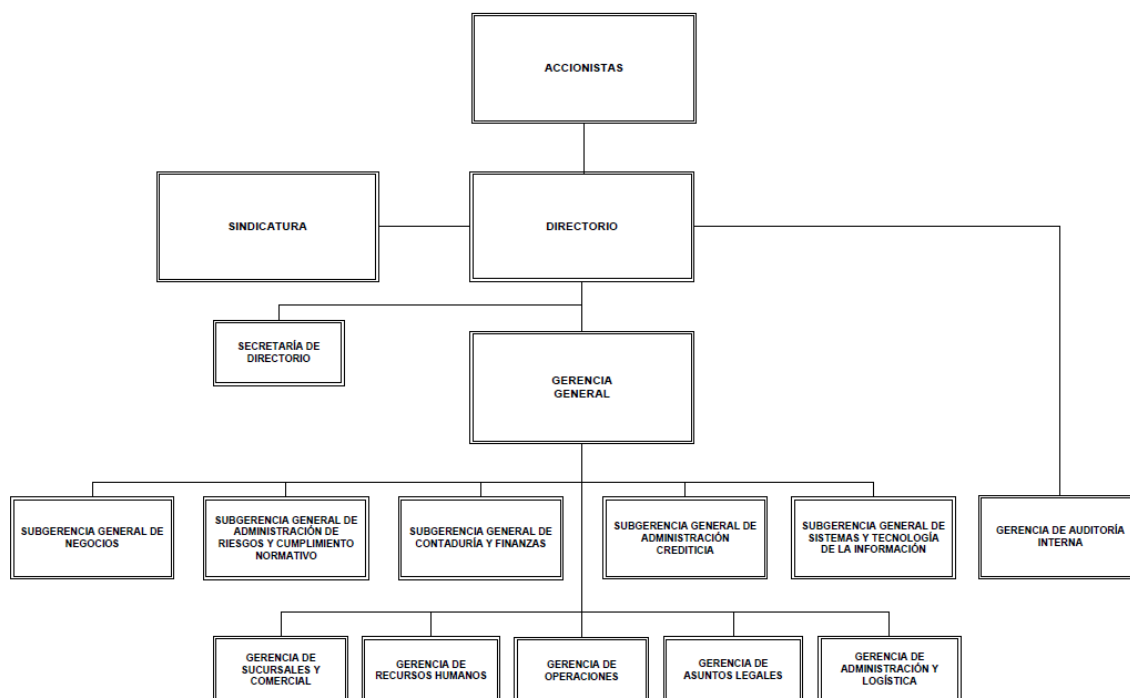 ACCIONISTAS
SINDICATURA
DIRECTORIO
SECRETARÍA DE
DIRECTORIO
GERENCIA
GENERAL
SUBGERENCIA GENERAL DE
NEGOCIOS
SUBGERENCIA GENERAL DE
ADMINISTRACIÓN DE
RIESGOS Y CUMPLIMIENTO
NORMATIVO
SUBGERENCIA GENERAL DE
CONTADURÍA Y FINANZAS
SUBGERENCIA GENERAL DE
ADMINISTRACIÓN
CREDITICIA
SUBGERENCIA GENERAL DE
SISTEMAS Y TECNOLOGÍA
DE LA INFORMACIÓN
GERENCIA DE AUDITORÍA
INTERNA
GERENCIA DE
SUCURSALES Y
COMERCIAL
GERENCIA DE
RECURSOS HUMANOS
GERENCIA DE
OPERACIONES
GERENCIA DE
ASUNTOS LEGALES
GERENCIA DE
ADMINISTRACIÓN Y
LOGÍSTICA